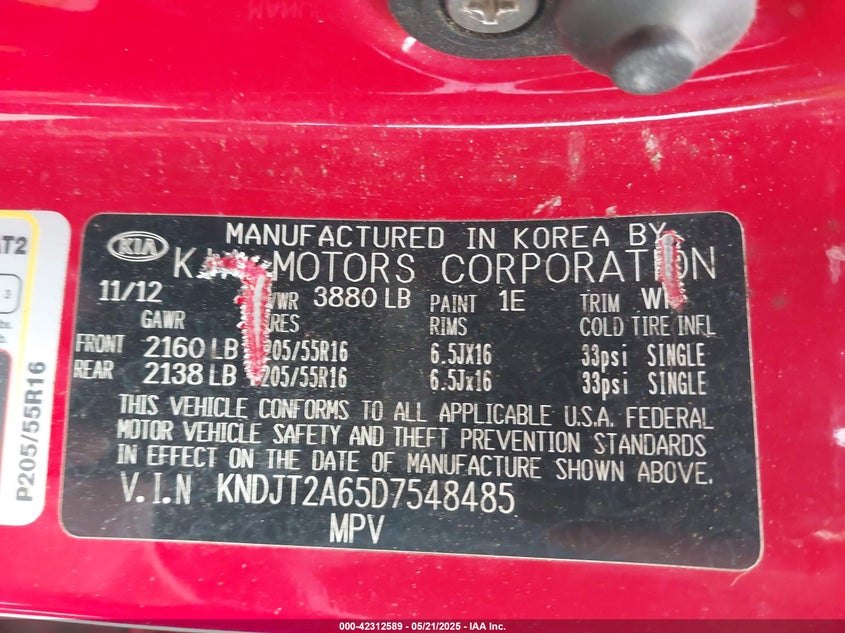 MANUFACTURED IN KOREA BY
KIA
MOTORS CORPORATION
11/12
3880 LB
PAINT 1E
TRIM
GAWR
RIMS
COLD TIRE INFL
FRONT 2160 LB 205/55R16 6.5JX16 33psi SINGLE
REAR 2138 LB 205/55R16 6.5Jx16 33psi SINGLE
THIS VEHICLE CONFORMS TO ALL APPLICABLE U.S.A. FEDERAL
MOTOR VEHICLE SAFETY AND THEFT PREVENTION STANDARDS
IN EFFECT ON THE DATE OF MANUFACTURE SHOWN ABOVE.
V.I.N KNDJT2A65D7548485
MPV
P205/55R16
000-42312589 - 05/21/2025 - IAA Inc.